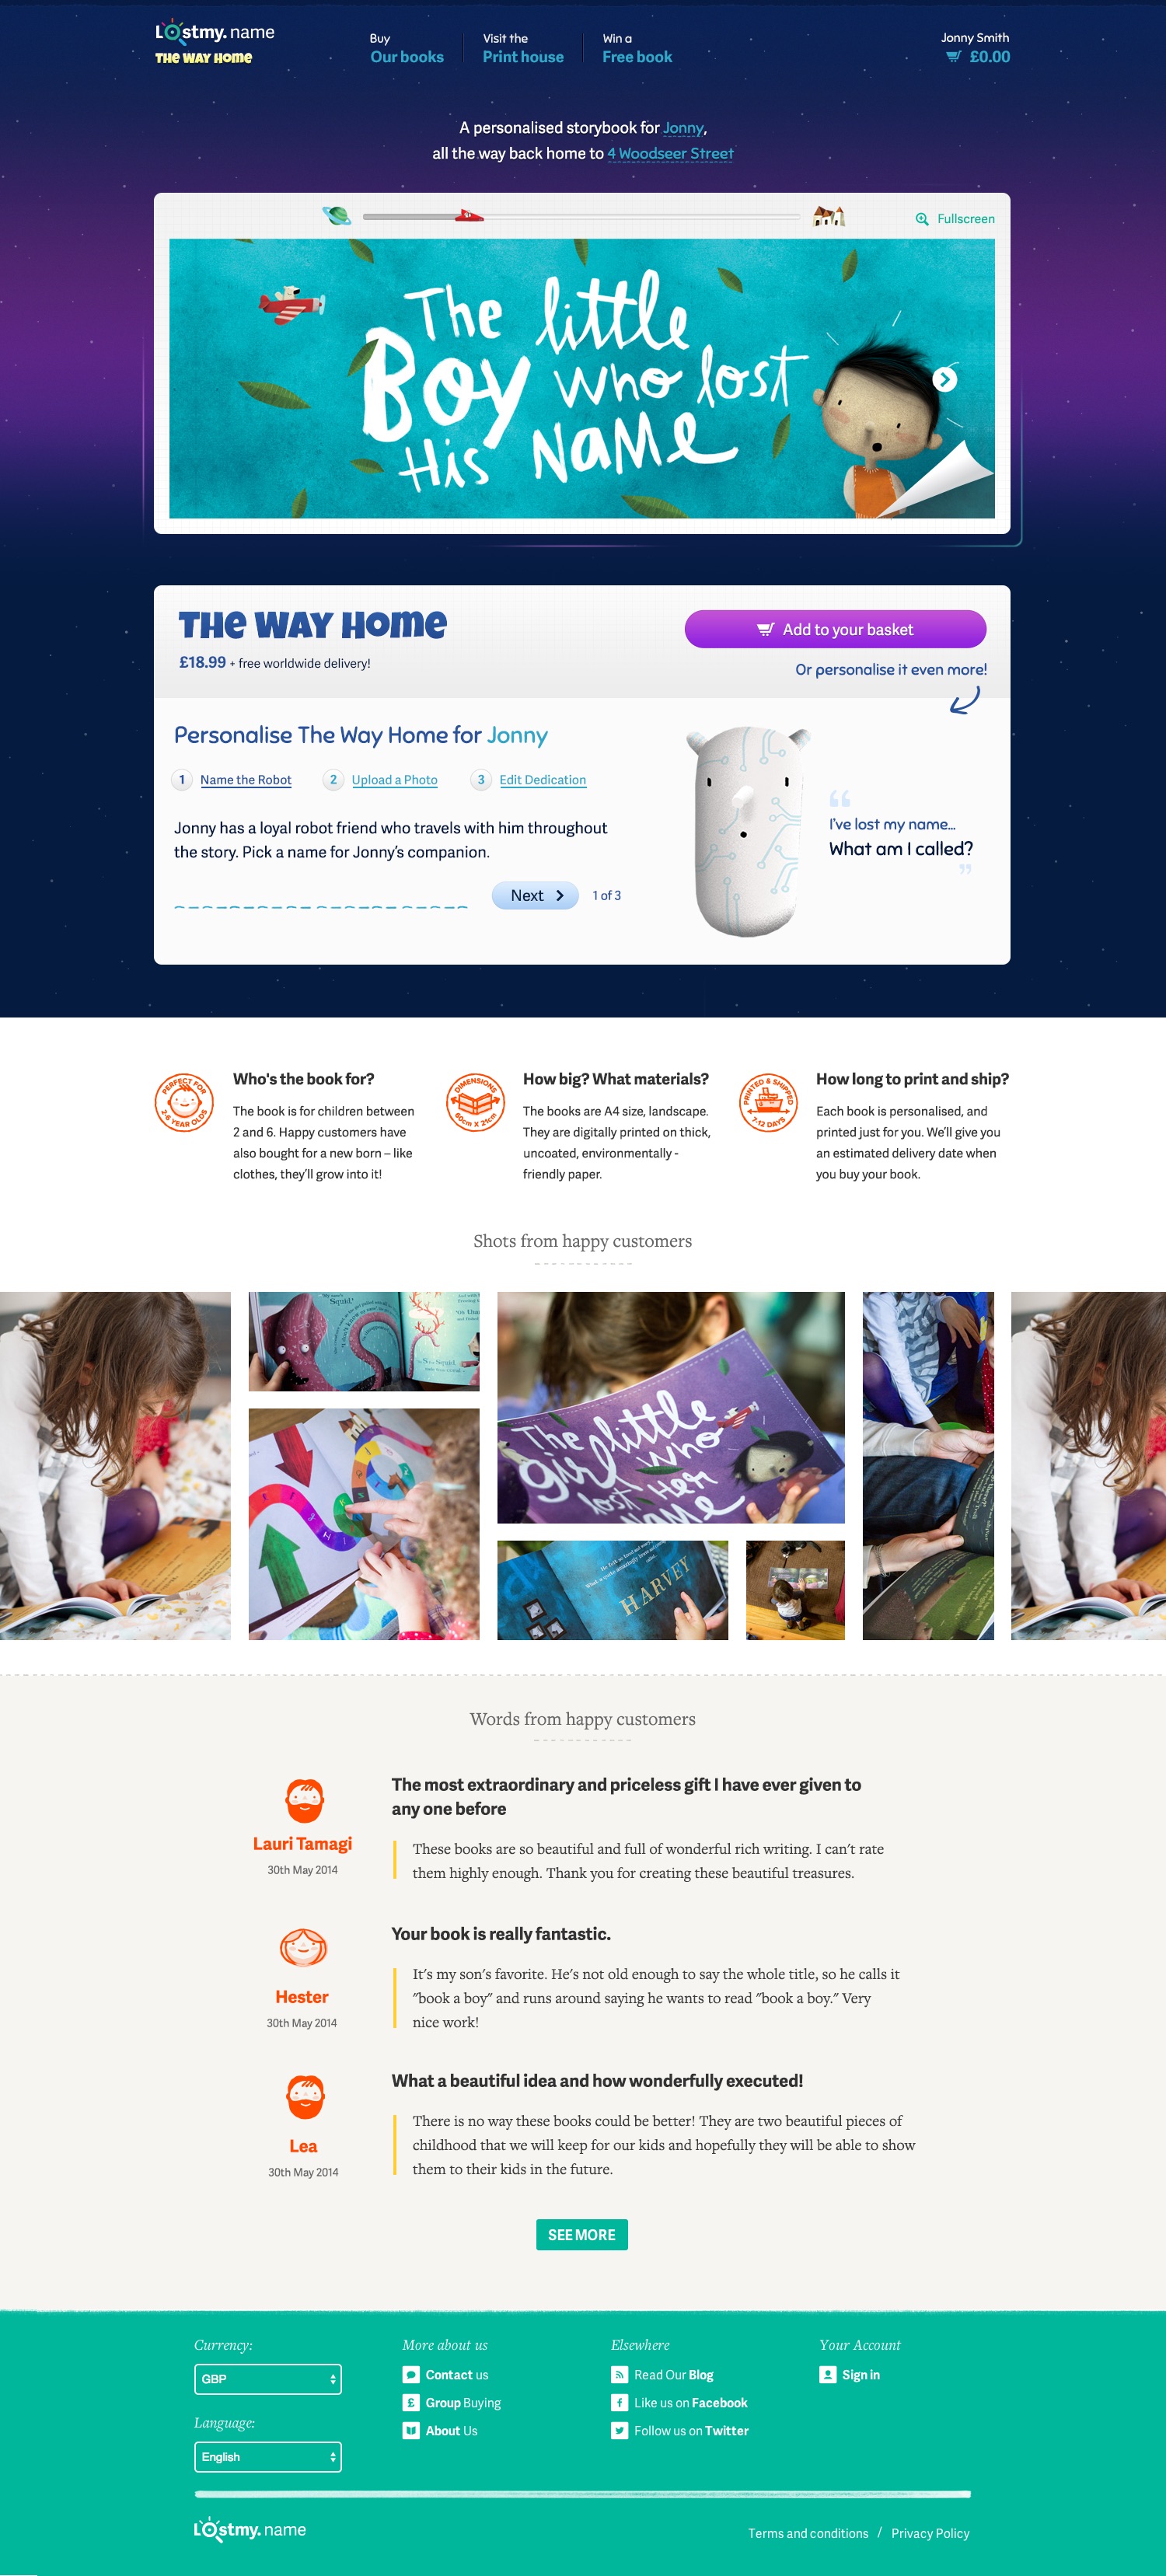 Lostmy.name
THE WAY HOME
Buy
Our books
Visit the
Print house
Win a
Free book
Jonny Smith
£0.00
A personalised storybook for Jonny,
all the way back home to 4 Woodseer Street
Fullscreen
The little
Boy who lost
His NAME
THE WAY HOME
£18.99 + free worldwide delivery!
Add to your basket
Or personalise it even more!
Personalise The Way Home for Jonny
1 Name the Robot
2 Upload a Photo
3 Edit Dedication
Jonny has a loyal robot friend who travels with him throughout
the story. Pick a name for Jonny's companion.
Next
1 of 3
“
I've lost my name...
What am I called?
”
PERFECT FOR
2-6 YEAR OLDS
Who's the book for?
The book is for children between
2 and 6. Happy customers have
also bought for a new born – like
clothes, they'll grow into it!
DIMENSIONS
60cm X 21cm
How big? What materials?
The books are A4 size, landscape.
They are digitally printed on thick,
uncoated, environmentally -
friendly paper.
PRINTED & SHIPPED
7-12 DAYS
How long to print and ship?
Each book is personalised, and
printed just for you. We'll give you
an estimated delivery date when
you buy your book.
Shots from happy customers
Squid
The little
girl who
lost Her
NAME
HARVEY
Words from happy customers
The most extraordinary and priceless gift I have ever given to
any one before
Lauri Tamagi
30th May 2014
These books are so beautiful and full of wonderful rich writing. I can't rate
them highly enough. Thank you for creating these beautiful treasures.
Your book is really fantastic.
Hester
30th May 2014
It's my son's favorite. He's not old enough to say the whole title, so he calls it
"book a boy" and runs around saying he wants to read "book a boy." Very
nice work!
What a beautiful idea and how wonderfully executed!
Lea
30th May 2014
There is no way these books could be better! They are two beautiful pieces of
childhood that we will keep for our kids and hopefully they will be able to show
them to their kids in the future.
SEE MORE
Currency:
GBP
Language:
English
More about us
Contact us
£ Group Buying
About Us
Elsewhere
Read Our Blog
Like us on Facebook
Follow us on Twitter
Your Account
Sign in
Lostmy.name
Terms and conditions / Privacy Policy